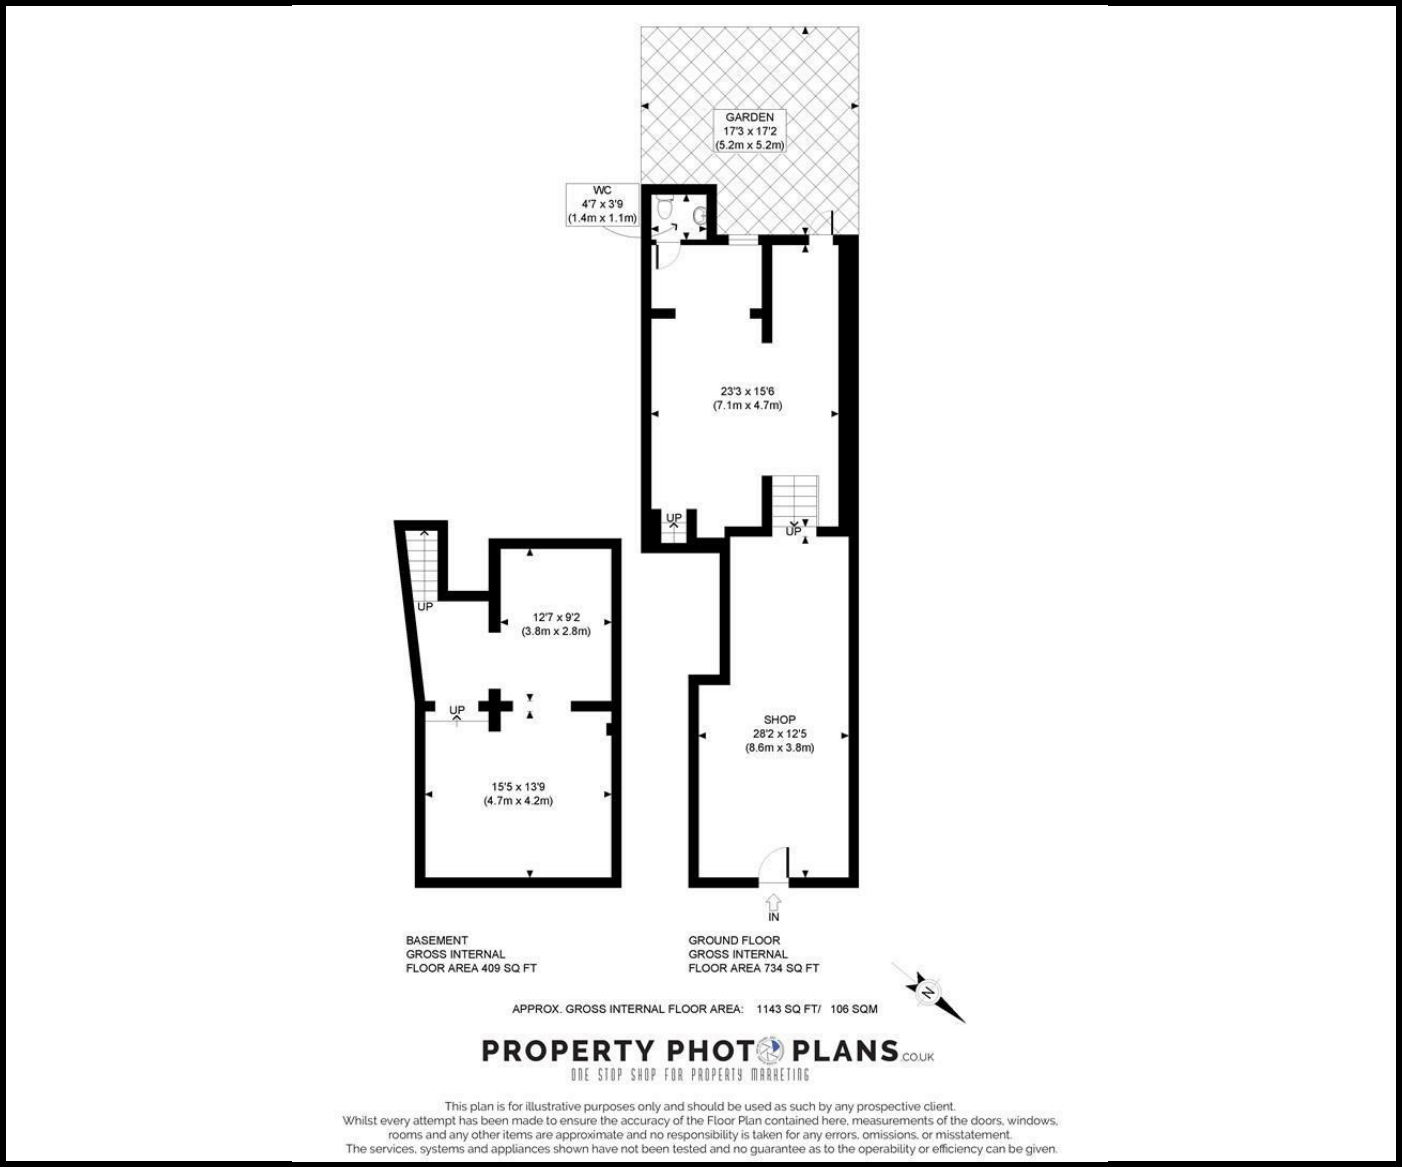 GARDEN
17'3 x 17'2
(5.2m x 5.2m)
WC
4'7 x 3'9
(1.4m x 1.1m)
23'3 x 15'6
(7.1m x 4.7m)
UP
UP
UP
12'7 x 9'2
(3.8m x 2.8m)
UP
SHOP
28'2 x 12'5
(8.6m x 3.8m)
15'5 x 13'9
(4.7m x 4.2m)
IN
BASEMENT
GROSS INTERNAL
FLOOR AREA 409 SQ FT
GROUND FLOOR
GROSS INTERNAL
FLOOR AREA 734 SQ FT
N
APPROX. GROSS INTERNAL FLOOR AREA: 1143 SQ FT/ 106 SQM
PROPERTY PHOTO PLANS.CO.UK
ONE STOP SHOP FOR PROPERTY MARKETING
This plan is for illustrative purposes only and should be used as such by any prospective client.
Whilst every attempt has been made to ensure the accuracy of the Floor Plan contained here, measurements of the doors, windows,
rooms and any other items are approximate and no responsibility is taken for any errors, omissions, or misstatement.
The services, systems and appliances shown have not been tested and no guarantee as to the operability or efficiency can be given.